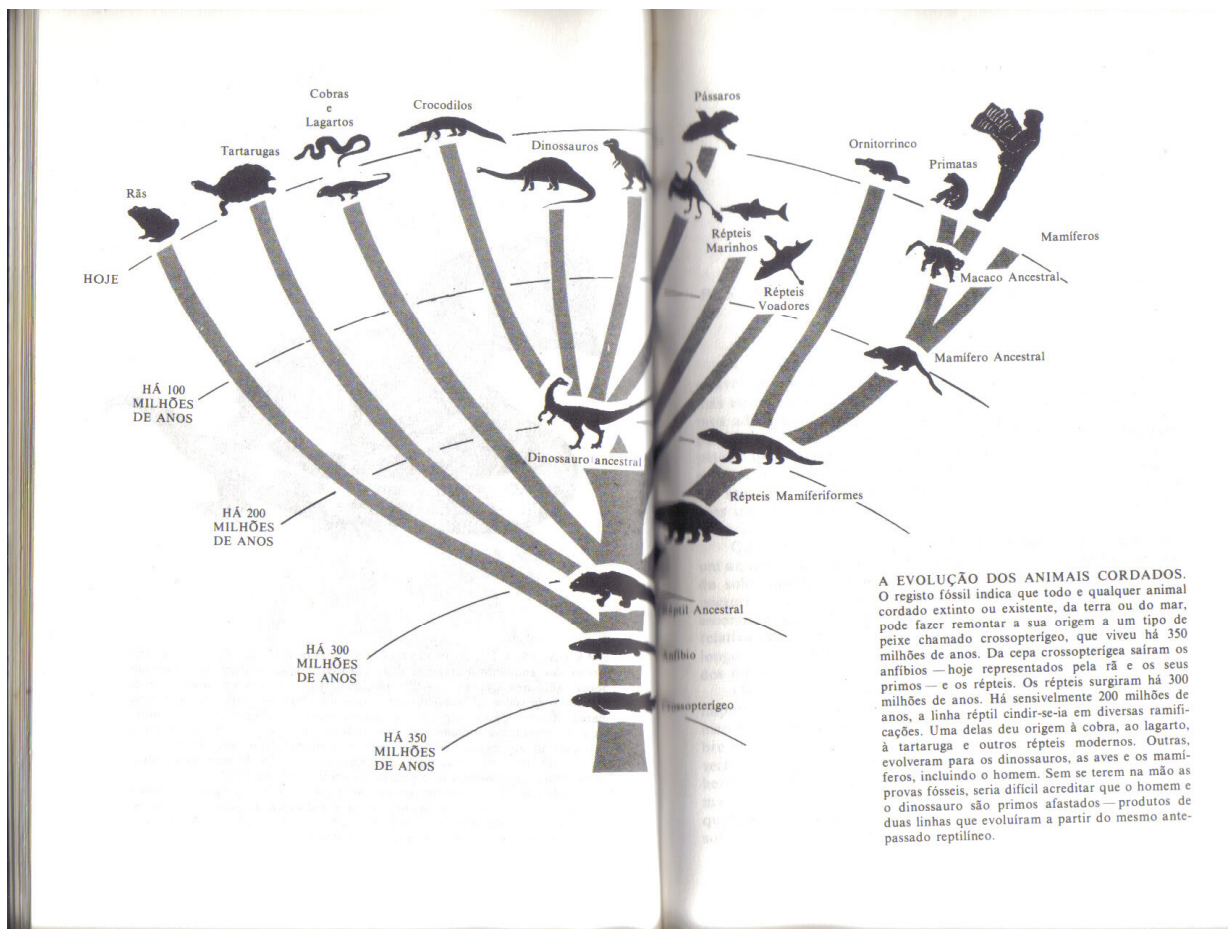 Cobras
e
Lagartos
Crocodilos
Tartarugas
Dinossauros
Rãs
HOJE
HÁ 100
MILHÕES
DE ANOS
Dinossauro ancestral
HÁ 200
MILHÕES
DE ANOS
HÁ 300
MILHÕES
DE ANOS
HÁ 350
MILHÕES
DE ANOS
Pássaros
Ornitorrinco
Primatas
Répteis
Marinhos
Mamíferos
Macaco Ancestral
Répteis
Voadores
Mamífero Ancestral
Répteis Mamíferiformes
Réptil Ancestral
Anfíbio
Crossopterígeo
A EVOLUÇÃO DOS ANIMAIS CORDADOS.
O registo fóssil indica que todo e qualquer animal
cordado extinto ou existente, da terra ou do mar,
pode fazer remontar a sua origem a um tipo de
peixe chamado crossopterígeo, que viveu há 350
milhões de anos. Da cepa crossopterígea saíram os
anfíbios — hoje representados pela rã e os seus
primos — e os répteis. Os répteis surgiram há 300
milhões de anos. Há sensivelmente 200 milhões de
anos, a linha réptil cindir-se-ia em diversas ramifi-
cações. Uma delas deu origem à cobra, ao lagarto,
à tartaruga e outros répteis modernos. Outras,
evolveram para os dinossauros, as aves e os mamí-
feros, incluindo o homem. Sem se terem na mão as
provas fósseis, seria difícil acreditar que o homem e
o dinossauro são primos afastados — produtos de
duas linhas que evoluíram a partir do mesmo ante-
passado reptilíneo.